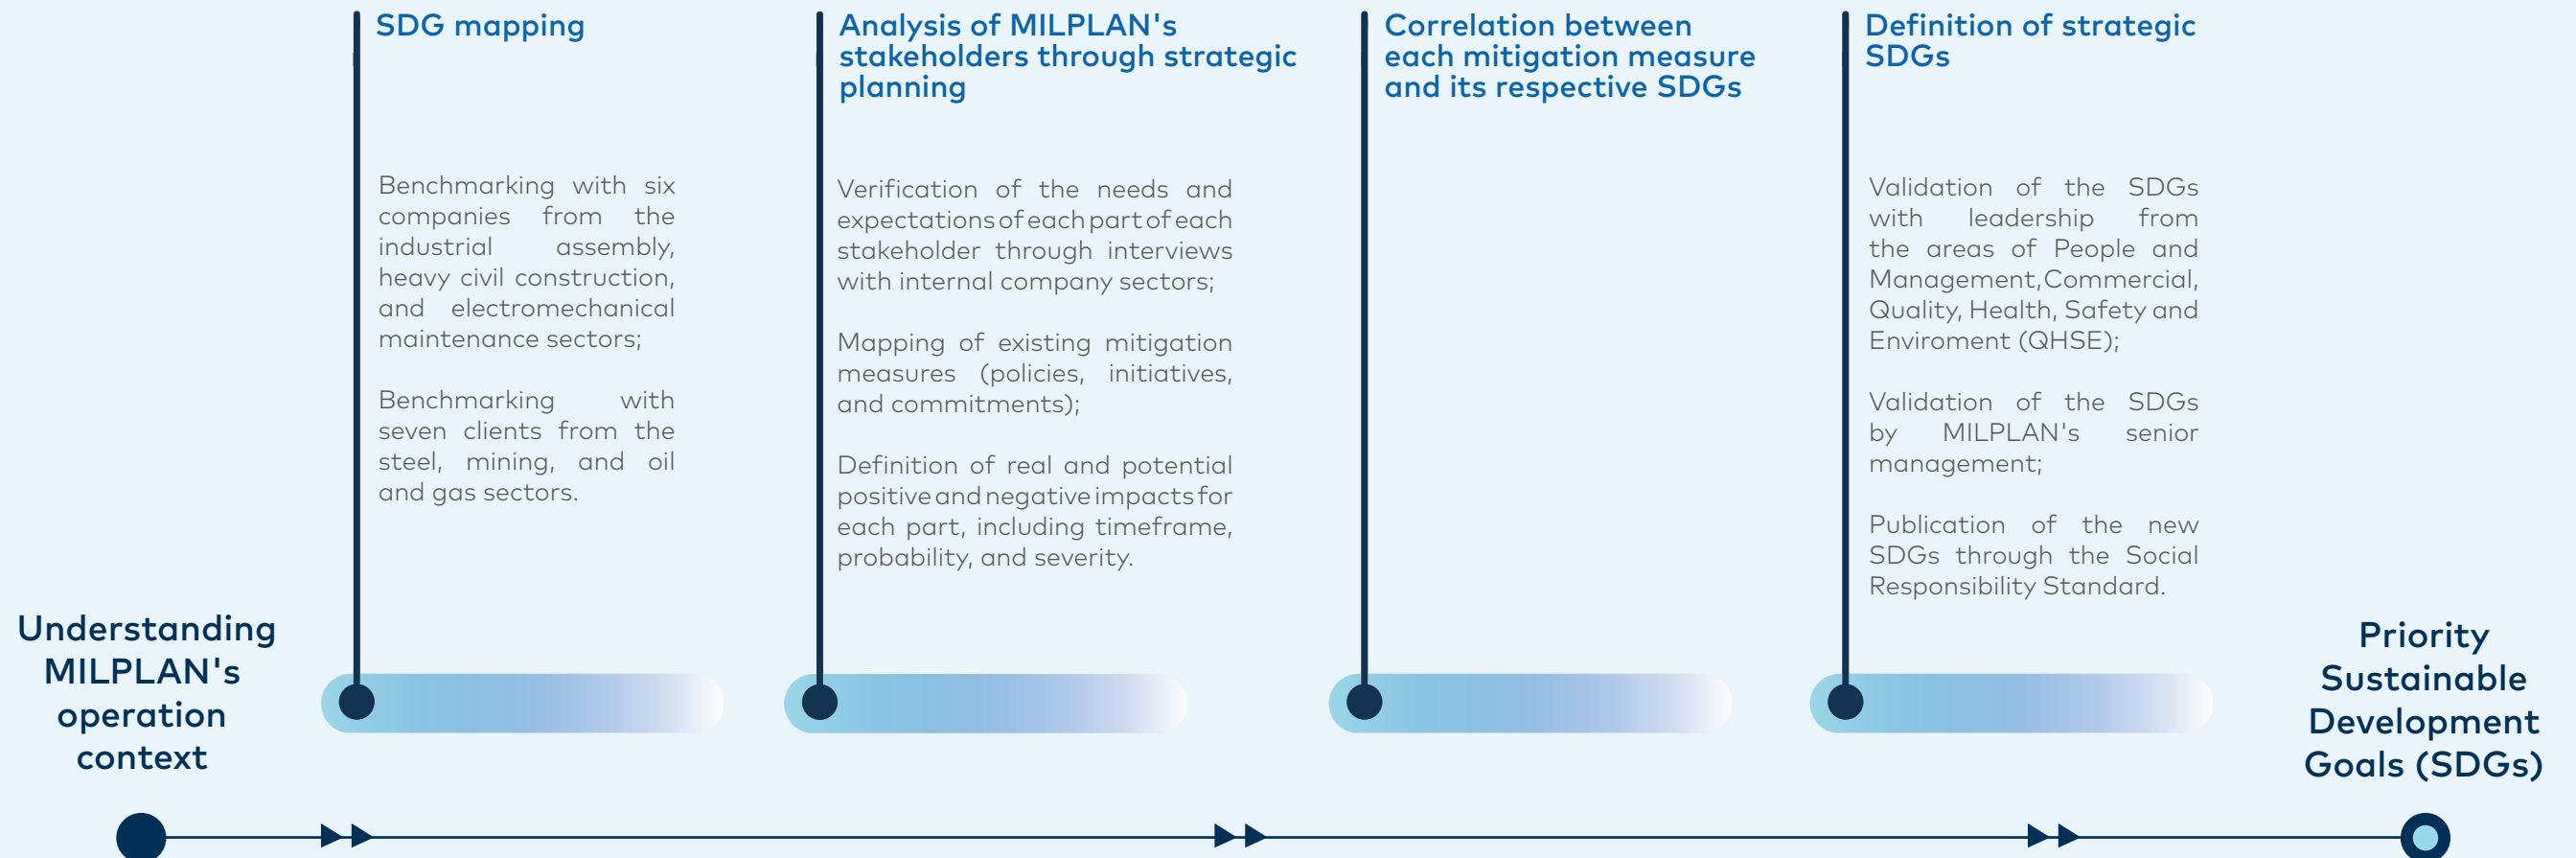 SDG mapping
Benchmarking with six
companies from the
industrial assembly,
heavy civil construction,
and electromechanical
maintenance sectors;
Benchmarking with
seven clients from the
steel, mining, and oil
and gas sectors.
Analysis of MILPLAN's
stakeholders through strategic
planning
Verification of the needs and
expectations of each part of each
stakeholder through interviews
with internal company sectors;
Mapping of existing mitigation
measures (policies, initiatives,
and commitments);
Definition of real and potential
positive and negative impacts for
each part, including timeframe,
probability, and severity.
Correlation between
each mitigation measure
and its respective SDGs
Definition of strategic
SDGs
Validation of the SDGs
with leadership from
the areas of People and
Management, Commercial,
Quality, Health, Safety and
Enviroment (QHSE);
Validation of the SDGs
by MILPLAN's senior
management;
Publication of the new
SDGs through the Social
Responsibility Standard.
Understanding
MILPLAN's
operation
context
Priority
Sustainable
Development
Goals (SDGs)